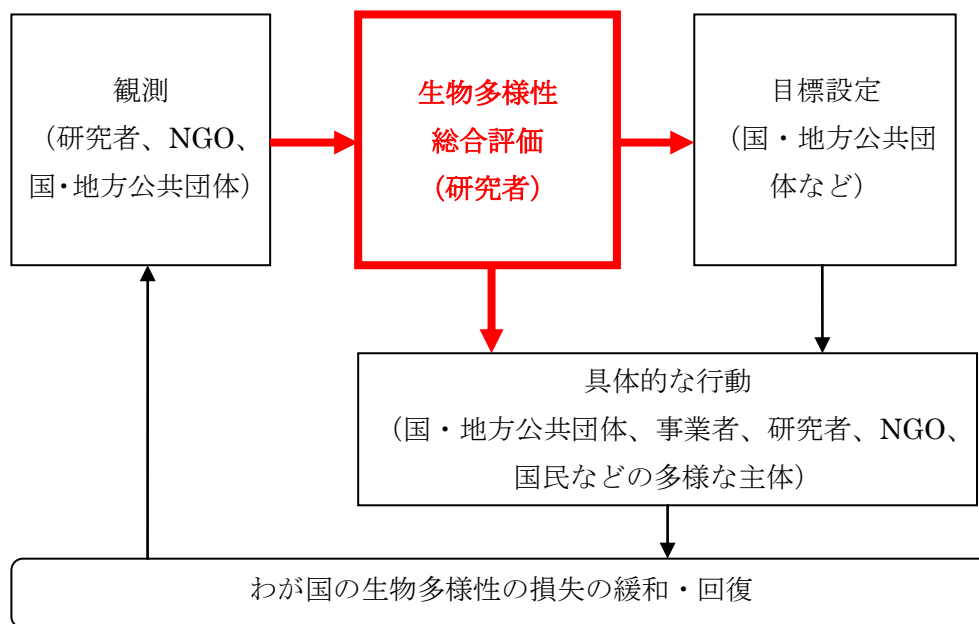 観測
（研究者、NGO、
国・地方公共団体）
生物多様性
総合評価
（研究者）
目標設定
（国・地方公共団
体など）
具体的な行動
（国・地方公共団体、事業者、研究者、NGO、
国民などの多様な主体）
わが国の生物多様性の損失の緩和・回復